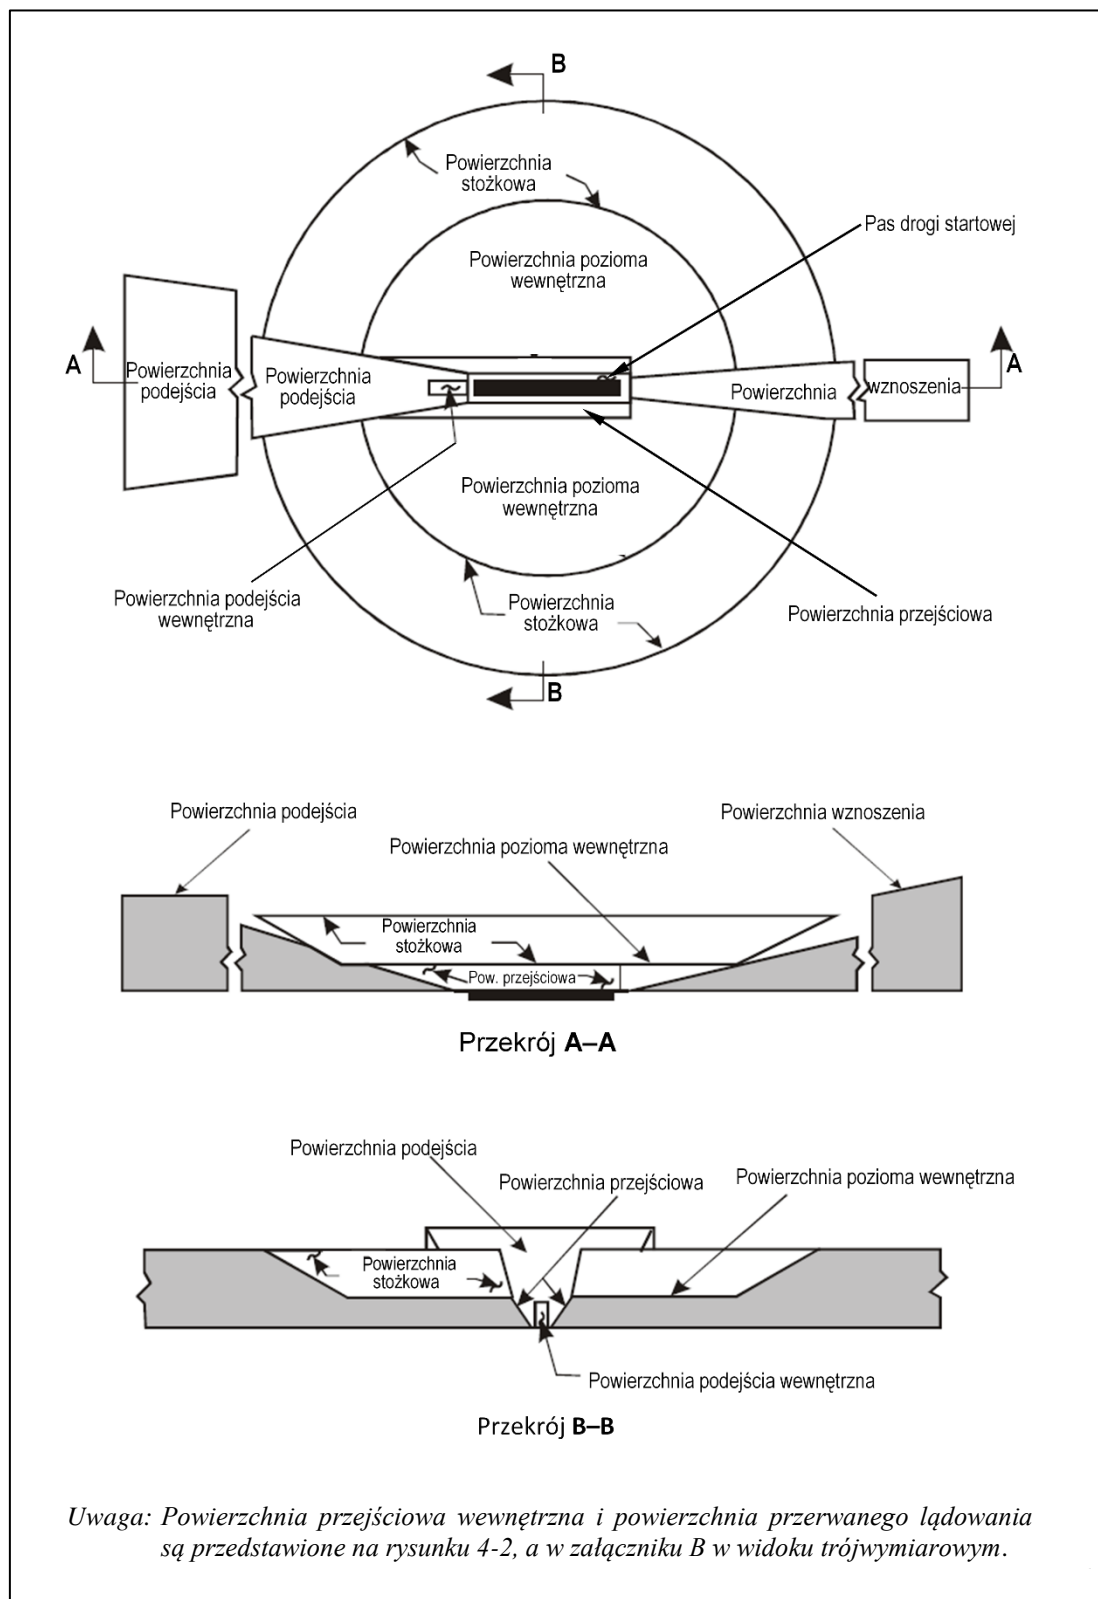 B
Powierzchnia
stożkowa
Pas drogi startowej
Powierzchnia pozioma
wewnętrzna
A
Powierzchnia
podejścia
Powierzchnia
podejścia
Powierzchnia
wznoszenia
A
Powierzchnia pozioma
wewnętrzna
Powierzchnia podejścia
wewnętrzna
Powierzchnia
stożkowa
Powierzchnia przejściowa
B
Powierzchnia podejścia
Powierzchnia wznoszenia
Powierzchnia pozioma wewnętrzna
Powierzchnia
stożkowa
Pow. przejściowa
Przekrój A–A
Powierzchnia podejścia
Powierzchnia przejściowa
Powierzchnia pozioma wewnętrzna
Powierzchnia
stożkowa
Powierzchnia podejścia wewnętrzna
Przekrój B–B
Uwaga: Powierzchnia przejściowa wewnętrzna i powierzchnia przerwanego lądowania
są przedstawione na rysunku 4-2, a w załączniku B w widoku trójwymiarowym.